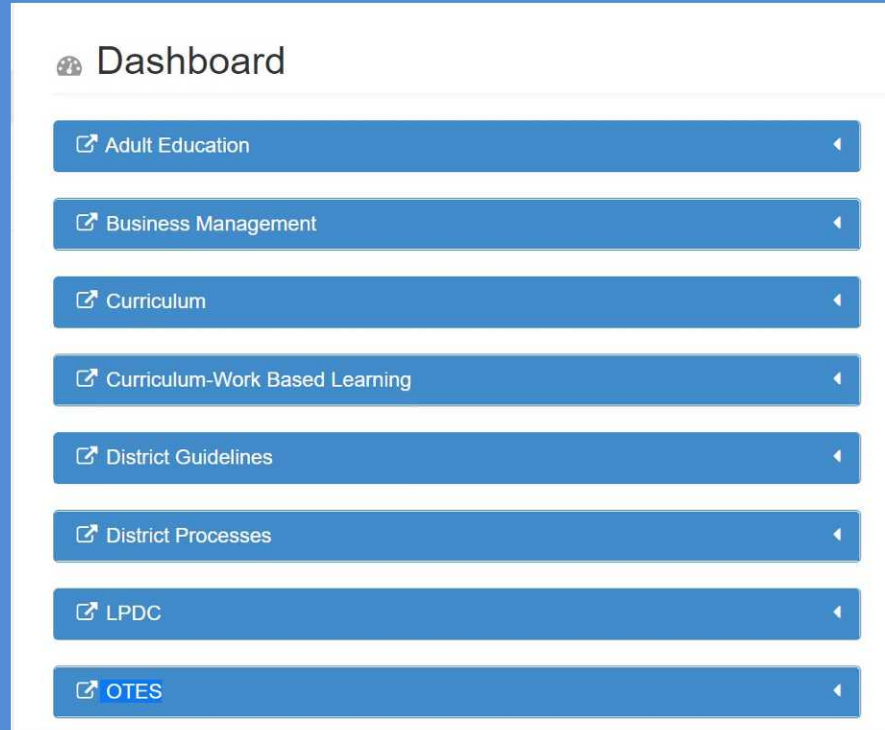 Dashboard
Adult Education
Business Management
Curriculum
Curriculum-Work Based Learning
District Guidelines
District Processes
LPDC
OTES